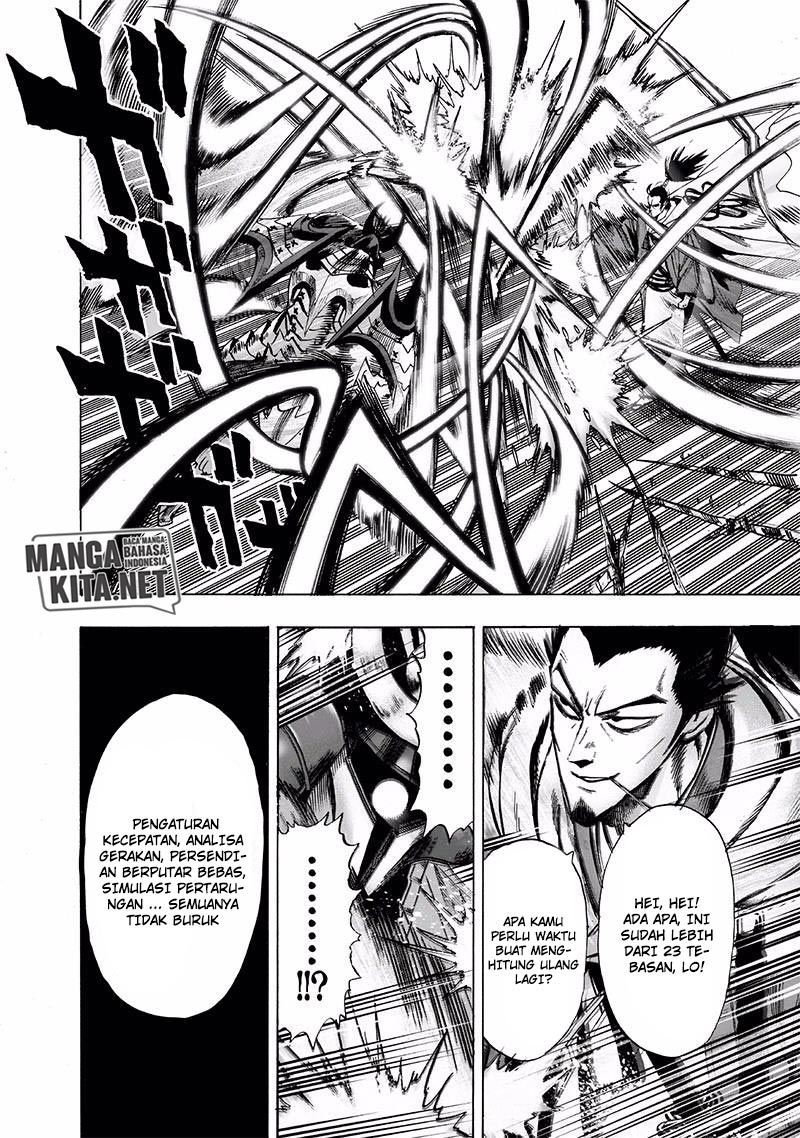 ギギギギギギン
MANGA
KITA.NET
BACA MANGA
BAHASA
INDONESIA
HEI, HEI!
ADA APA, INI
SUDAH LEBIH
DARI 23 TE-
BASAN, LO!
APA KAMU
PERLU WAKTU
BUAT MENG-
HITUNG ULANG
LAGI?
........
........!!?
PENGATURAN
KECEPATAN, ANALISA
GERAKAN, PERSENDI-
AN BERPUTAR BEBAS,
SIMULASI PERTARU-
NGAN ... SEMUANYA
TIDAK BURUK